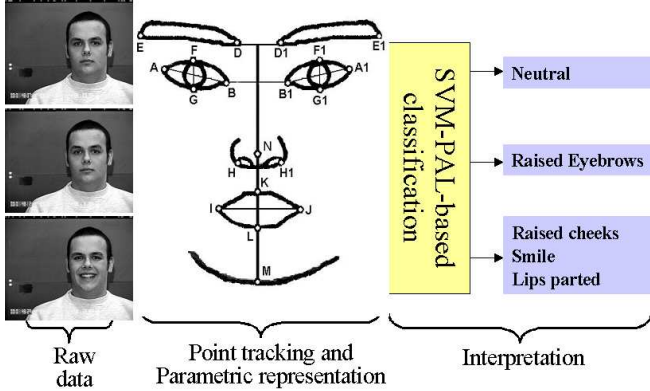 E
D
D1
E1
F
F1
A
A1
B
B1
G
G1
N
H
H1
K
I
J
L
M
SVM-PAL-based
classification
Neutral
Raised Eyebrows
Raised cheeks
Smile
Lips parted
Raw
data
Point tracking and
Parametric representation
Interpretation